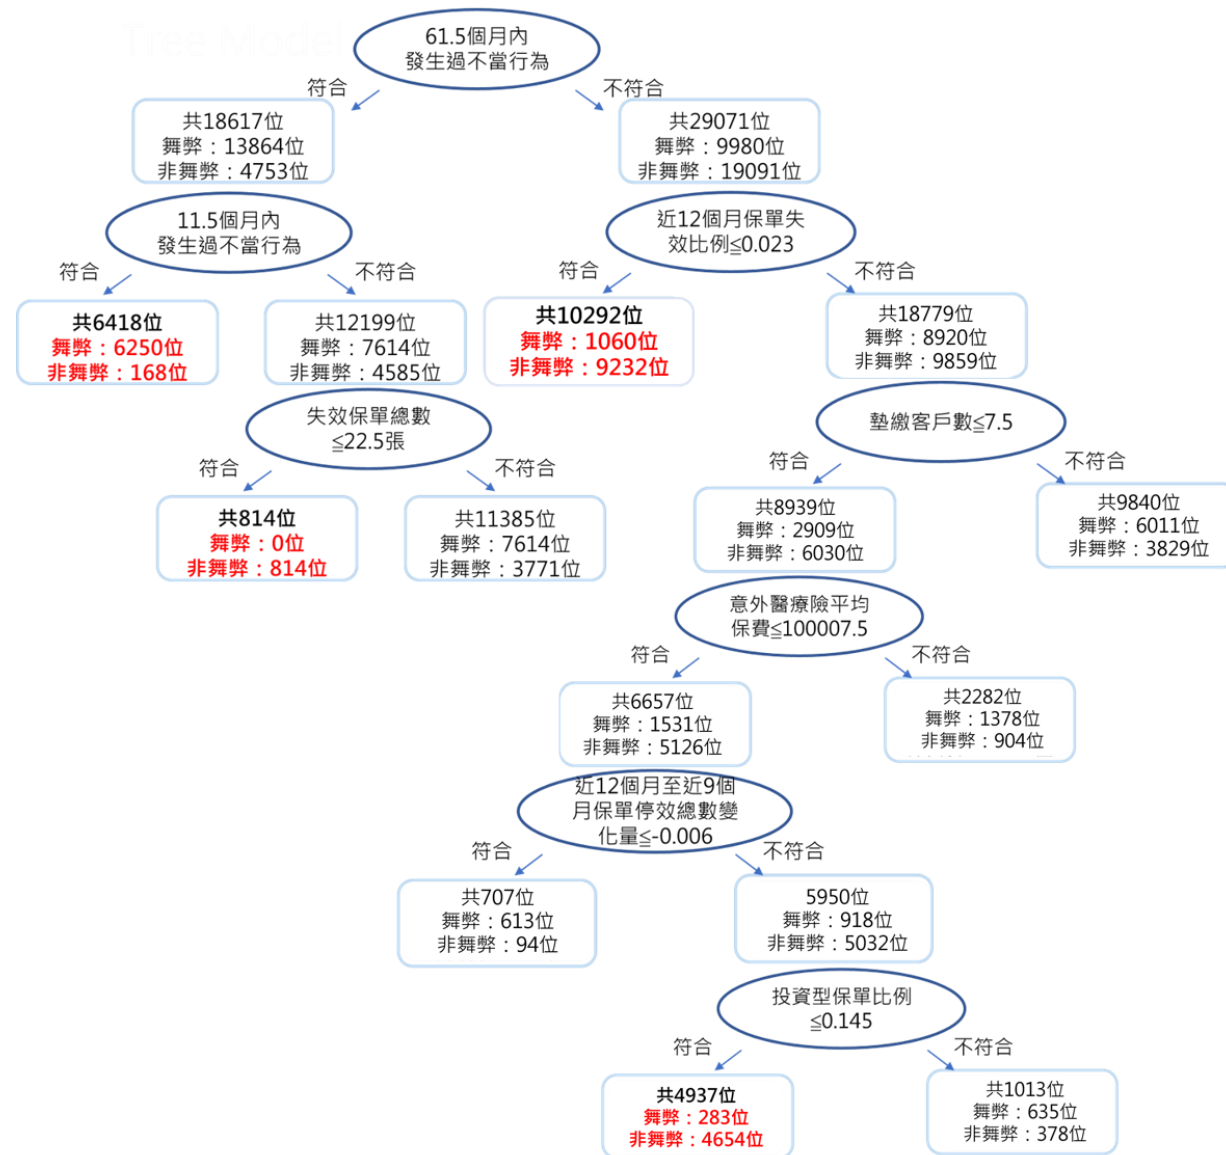 Tree Model
61.5個月內
發生過不當行為
符合
不符合
共18617位
舞弊：13864位
非舞弊：4753位
共29071位
舞弊：9980位
非舞弊：19091位
11.5個月內
發生過不當行為
近12個月保單失
效比例≦0.023
符合
不符合
符合
不符合
共6418位
舞弊：6250位
非舞弊：168位
共12199位
舞弊：7614位
非舞弊：4585位
共10292位
舞弊：1060位
非舞弊：9232位
共18779位
舞弊：8920位
非舞弊：9859位
失效保單總數
≦22.5張
墊繳客戶數≦7.5
符合
不符合
符合
不符合
共814位
舞弊：0位
非舞弊：814位
共11385位
舞弊：7614位
非舞弊：3771位
共8939位
舞弊：2909位
非舞弊：6030位
共9840位
舞弊：6011位
非舞弊：3829位
意外醫療險平均
保費≦100007.5
符合
不符合
共6657位
舞弊：1531位
非舞弊：5126位
共2282位
舞弊：1378位
非舞弊：904位
近12個月至近9個
月保單停效總數變
化量≦-0.006
符合
不符合
共707位
舞弊：613位
非舞弊：94位
5950位
舞弊：918位
非舞弊：5032位
投資型保單比例
≦0.145
符合
不符合
共4937位
舞弊：283位
非舞弊：4654位
共1013位
舞弊：635位
非舞弊：378位